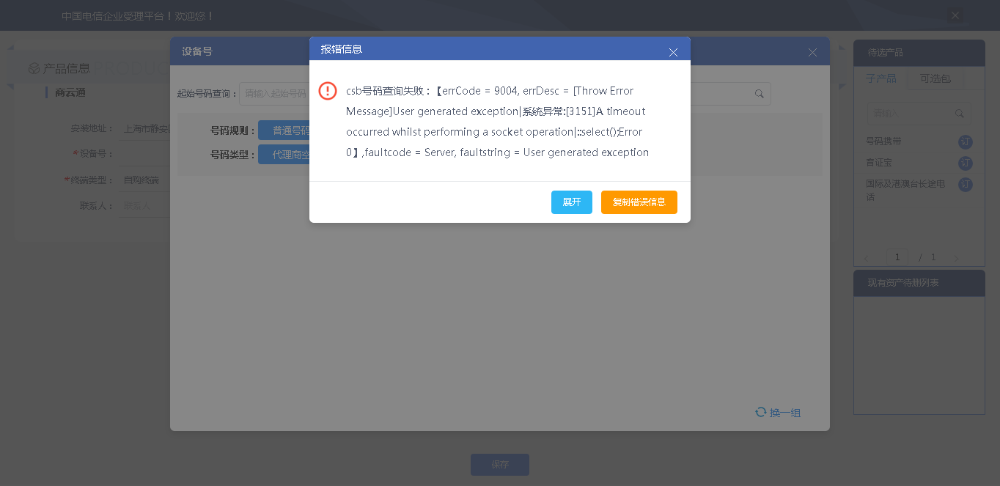 中国电信企业受理平台！欢迎您！
产品信息
商云通
安装地址：
上海市静安
*设备号：
*终端类型： 自购终端
联系人： 联系人
设备号
起始号码查询： 请输入起始号码
号码规则： 普通号码
号码类型： 代理商空
报错信息
csb号码查询失败：【errCode = 9004, errDesc = [Throw Error
Message]User generated exception|系统异常:[3151]A timeout
occurred whilst performing a socket operation|::select();Error
0】,faultcode = Server, faultstring = User generated exception
展开 复制错误信息
换一组
保存
待选产品
子产品 可选包
请输入
号码携带 订
音证宝 订
国际及港澳台长途电 订
话
1 / 1
现有资产待删列表